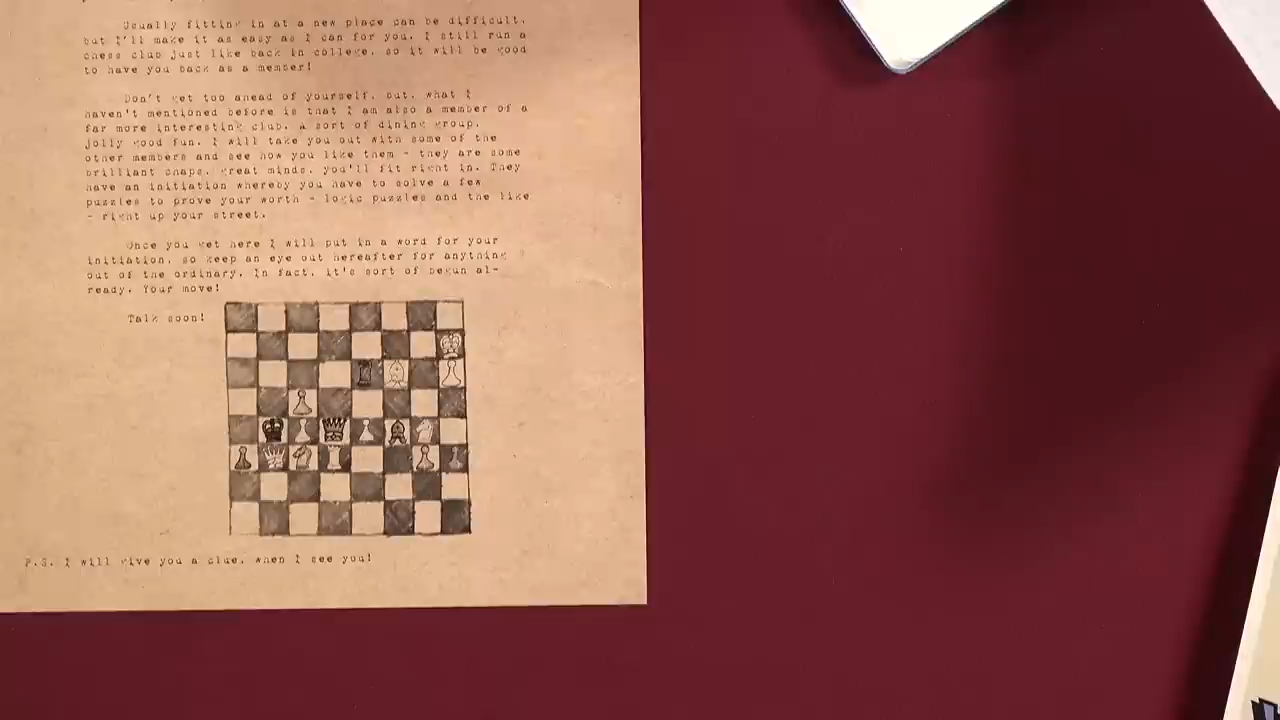 Usually fitting in at a new place can be difficult,
but I'll make it as easy as I can for you. I still run a
chess club just like back in college, so it will be good
to have you back as a member!
Don't get too ahead of yourself, but, what I
haven't mentioned before is that I am also a member of a
far more interesting club. A sort of dining group,
jolly good fun. I will take you out with some of the
other members and see how you like them - they are some
brilliant chaps, great minds, you'll fit right in. They
have an initiation whereby you have to solve a few
puzzles to prove your worth - logic puzzles and the like
- right up your street.
Once you get here I will put in a word for your
initiation, so keep an eye out hereafter for anything
out of the ordinary. In fact, it's sort of begun al-
ready. Your move!
Talk soon!
P.S. I will give you a clue, when I see you!